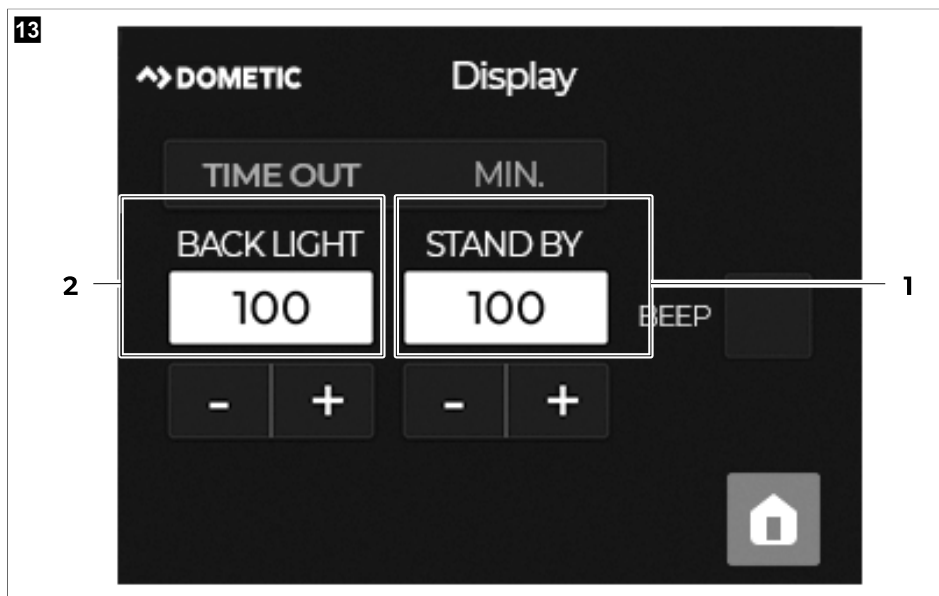 13
DOMETIC Display
TIME OUT MIN.
BACK LIGHT STAND BY
2 100 100 BEEP 1
- + - +